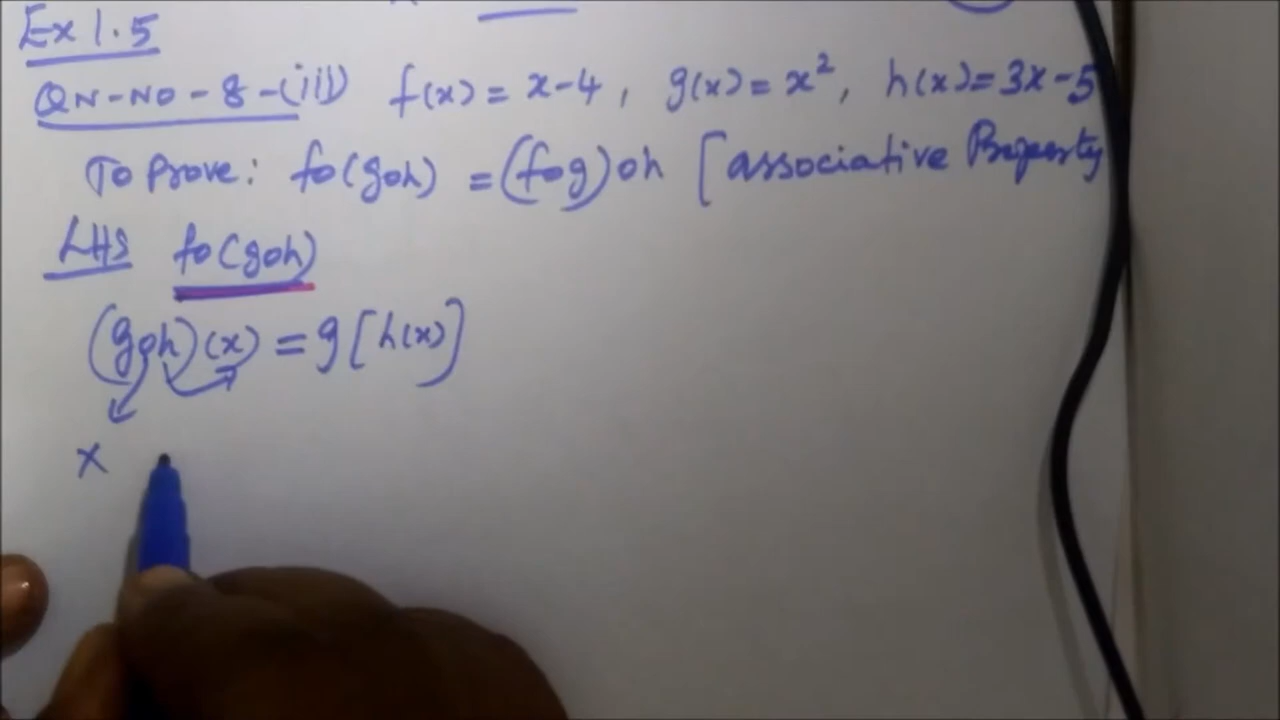 Ex 1.5
QN-NO-8-(iii) f(x) = x-4, g(x) = x², h(x) = 3x-5
To Prove: fo(goh) = (fog)oh [associative Property
LHS fo(goh)
(goh)(x) = g[h(x)]
x